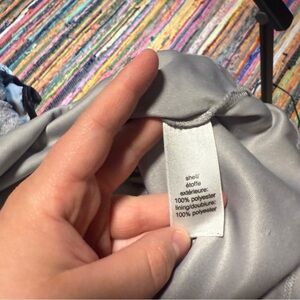 shell/
étoffe
extérieure:
100% polyester
lining/doublure:
100% polyester